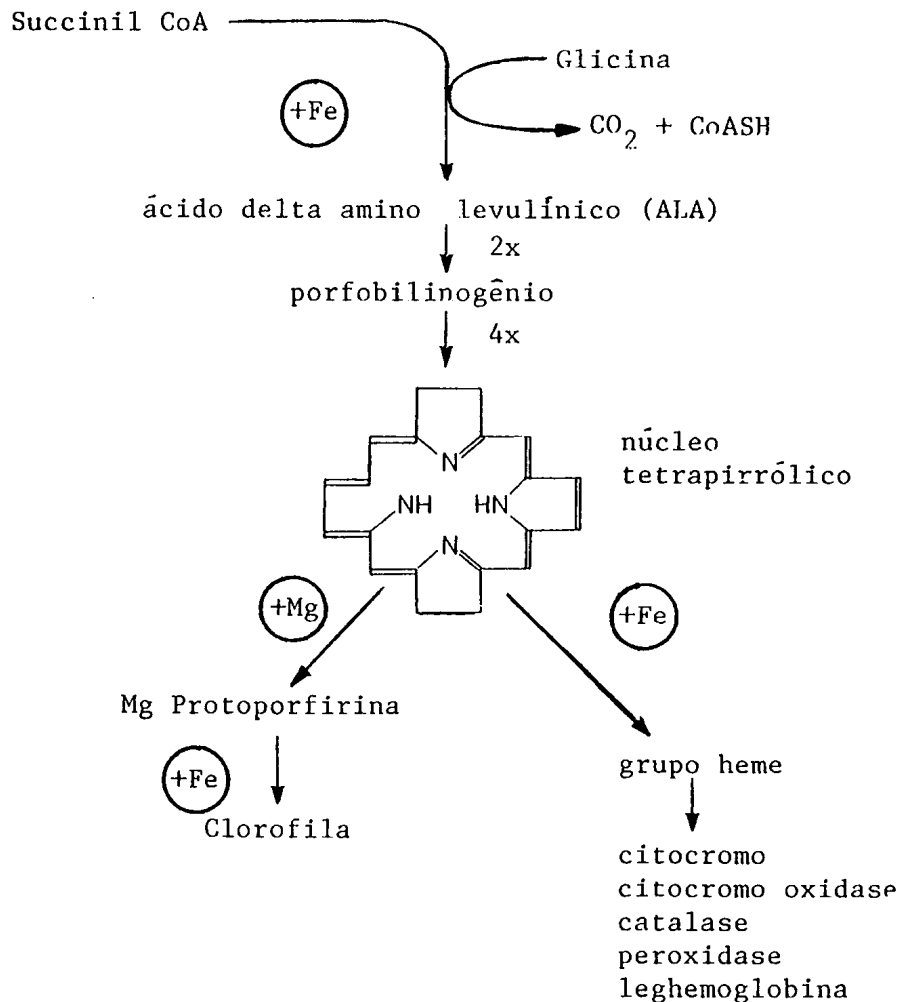 Succinil CoA
Glicina
+Fe
CO2 + CoASH
ácido delta amino levulínico (ALA)
2x
porfobilinogênio
4x
núcleo
tetrapirrólico
N
NH
HN
N
+Mg
+Fe
Mg Protoporfirina
+Fe
Clorofila
grupo heme
citocromo
citocromo oxidase
catalase
peroxidase
leghemoglobina